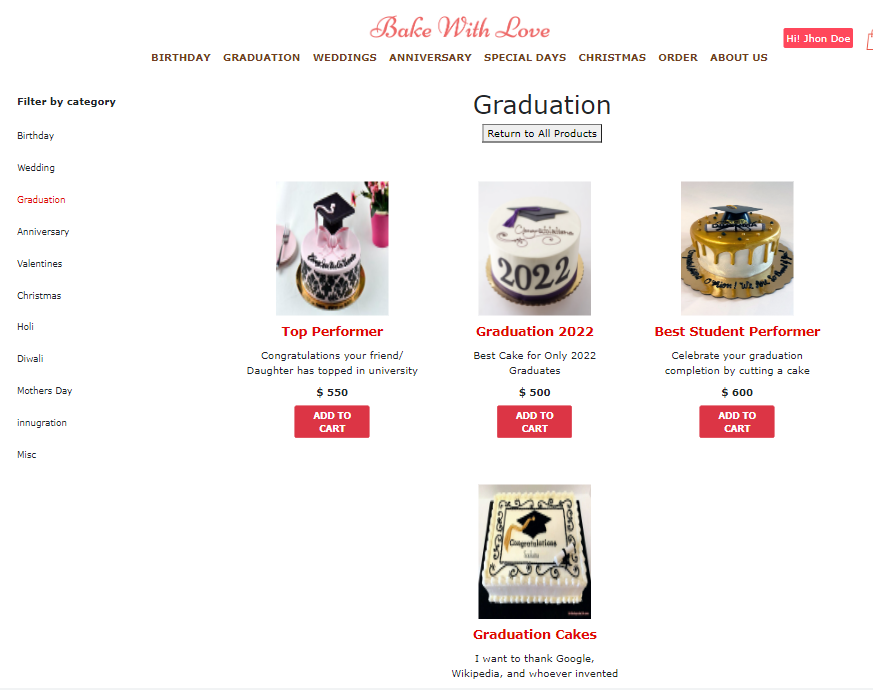 Bake With Love
Hi! Jhon Doe
BIRTHDAY GRADUATION WEDDINGS ANNIVERSARY SPECIAL DAYS CHRISTMAS ORDER ABOUT US
Filter by category
Birthday
Wedding
Graduation
Anniversary
Valentines
Christmas
Holi
Diwali
Mothers Day
innugration
Misc
Graduation
Return to All Products
Top Performer
Congratulations your friend/
Daughter has topped in university
$ 550
ADD TO
CART
Congratulations
2022
Graduation 2022
Best Cake for Only 2022
Graduates
$ 500
ADD TO
CART
Best Student Performer
Celebrate your graduation
completion by cutting a cake
$ 600
ADD TO
CART
Congratulations
Graduation Cakes
I want to thank Google,
Wikipedia, and whoever invented